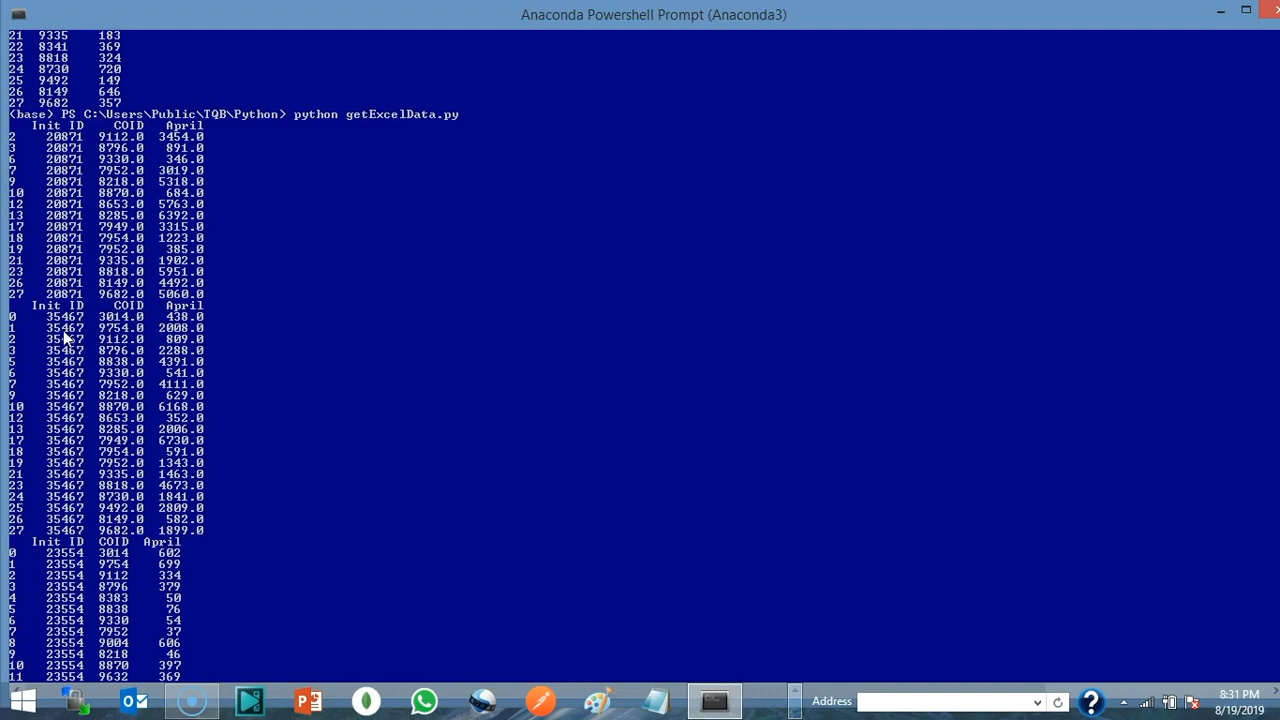 Anaconda Powershell Prompt (Anaconda3)
21 9335 183
22 8341 369
23 8818 324
24 8730 720
25 9492 149
26 8149 646
27 9682 357
(base) PS C:\Users\Public\TQB\Python> python getExcelData.py
Init ID COID April
2 20871 9112.0 3454.0
3 20871 8796.0 891.0
6 20871 9330.0 346.0
7 20871 7952.0 3019.0
9 20871 8218.0 5318.0
10 20871 8870.0 684.0
12 20871 8653.0 5763.0
13 20871 8285.0 6392.0
17 20871 7949.0 3315.0
18 20871 7954.0 1223.0
19 20871 7952.0 385.0
21 20871 9335.0 1902.0
23 20871 8818.0 5951.0
26 20871 8149.0 4492.0
27 20871 9682.0 5060.0
Init ID COID April
0 35467 3014.0 438.0
1 35467 9754.0 2008.0
2 35467 9112.0 809.0
3 35467 8796.0 2288.0
5 35467 8838.0 4391.0
6 35467 9330.0 541.0
7 35467 7952.0 4111.0
9 35467 8218.0 629.0
10 35467 8870.0 6168.0
12 35467 8653.0 352.0
13 35467 8285.0 2006.0
17 35467 7949.0 6730.0
18 35467 7954.0 591.0
19 35467 7952.0 1343.0
21 35467 9335.0 1463.0
23 35467 8818.0 4673.0
24 35467 8730.0 1841.0
25 35467 9492.0 2809.0
26 35467 8149.0 582.0
27 35467 9682.0 1899.0
Init ID COID April
0 23554 3014 602
1 23554 9754 699
2 23554 9112 334
3 23554 8796 379
4 23554 8383 50
5 23554 8838 76
6 23554 9330 54
7 23554 7952 37
8 23554 9004 606
9 23554 8218 46
10 23554 8870 397
11 23554 9632 369
Address
8:31 PM
8/19/2019